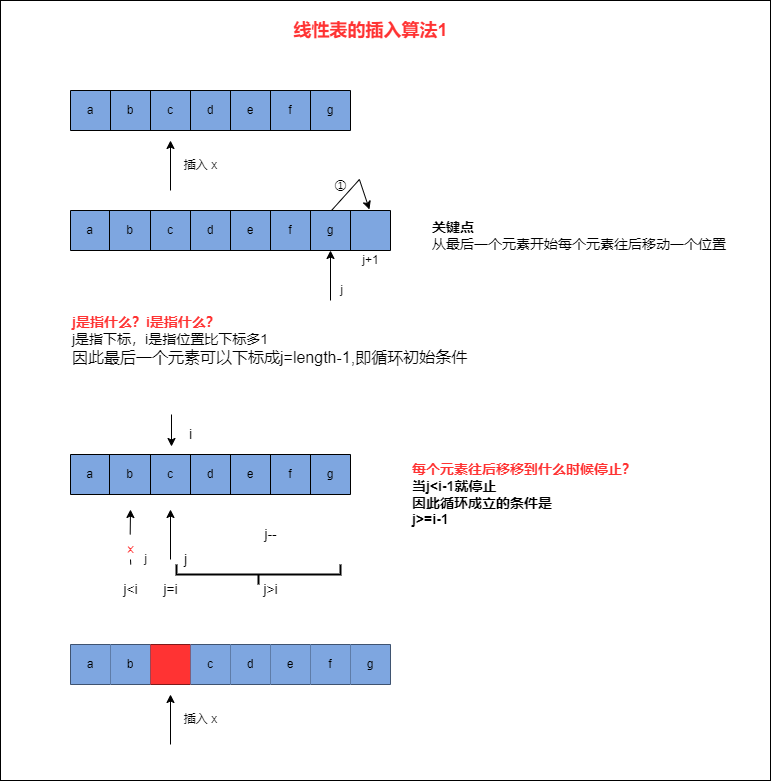 线性表的插入算法1
a b c d e f g
插入 x
①
a b c d e f g
j+1
j
关键点
从最后一个元素开始每个元素往后移动一个位置
j是指什么？i是指什么？
j是指下标，i是指位置比下标多1
因此最后一个元素可以下标成j=length-1,即循环初始条件
i
a b c d e f g
每个元素往后移移到什么时候停止？
当j<i-1就停止
因此循环成立的条件是
j>=i-1
j--
x
j j
j<i j=i j>i
a b c d e f g
插入 x